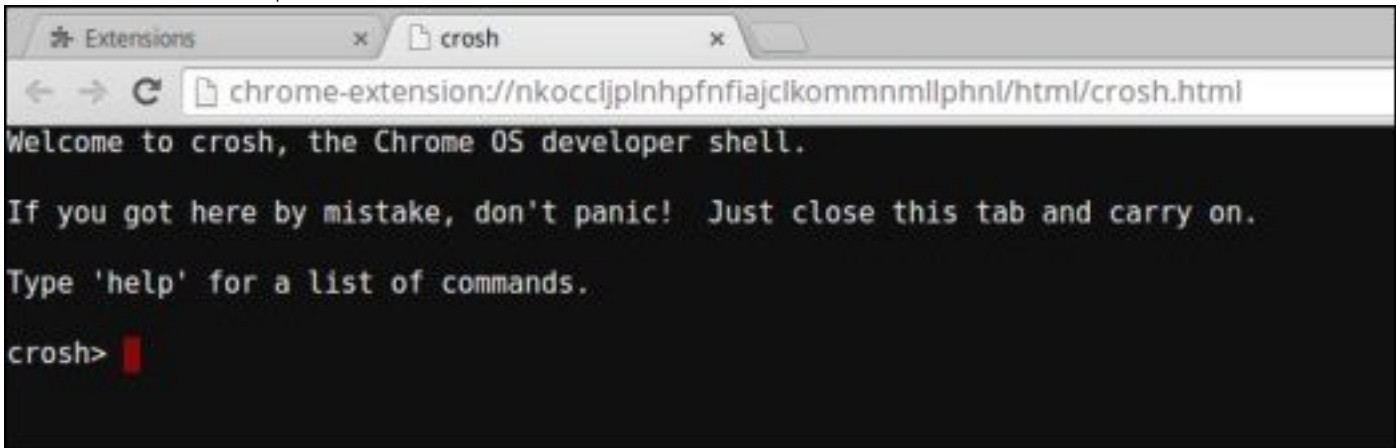 Extensions
crosh
chrome-extension://nkoccljplnhpfnfiajclkommnmllphnl/html/crosh.html
Welcome to crosh, the Chrome OS developer shell.
If you got here by mistake, don't panic!  Just close this tab and carry on.
Type 'help' for a list of commands.
crosh>